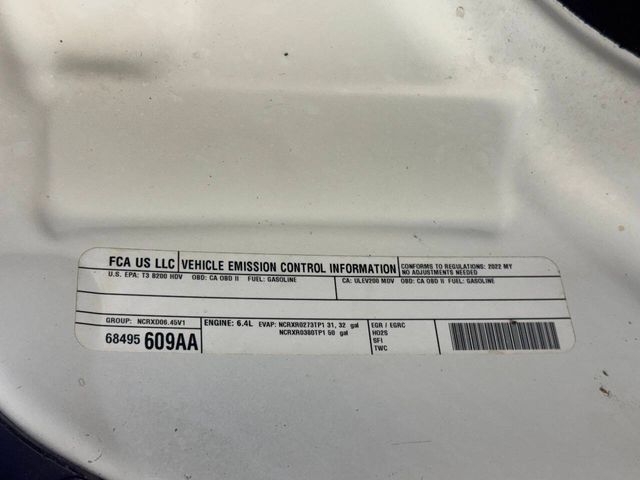 FCA US LLC VEHICLE EMISSION CONTROL INFORMATION CONFORMS TO REGULATIONS: 2022 MY
NO ADJUSTMENTS NEEDED
U.S. EPA: T3 B200 HDV OBD: CA OBD II FUEL: GASOLINE CA: ULEV200 MDV OBD: CA OBD II FUEL: GASOLINE
GROUP: NCRXD06.45V1 ENGINE: 6.4L EVAP: NCRXR0273TP1 31, 32 gal
NCRXR0380TP1 50 gal
68495 609AA
EGR / EGRC
HO2S
SFI
TWC